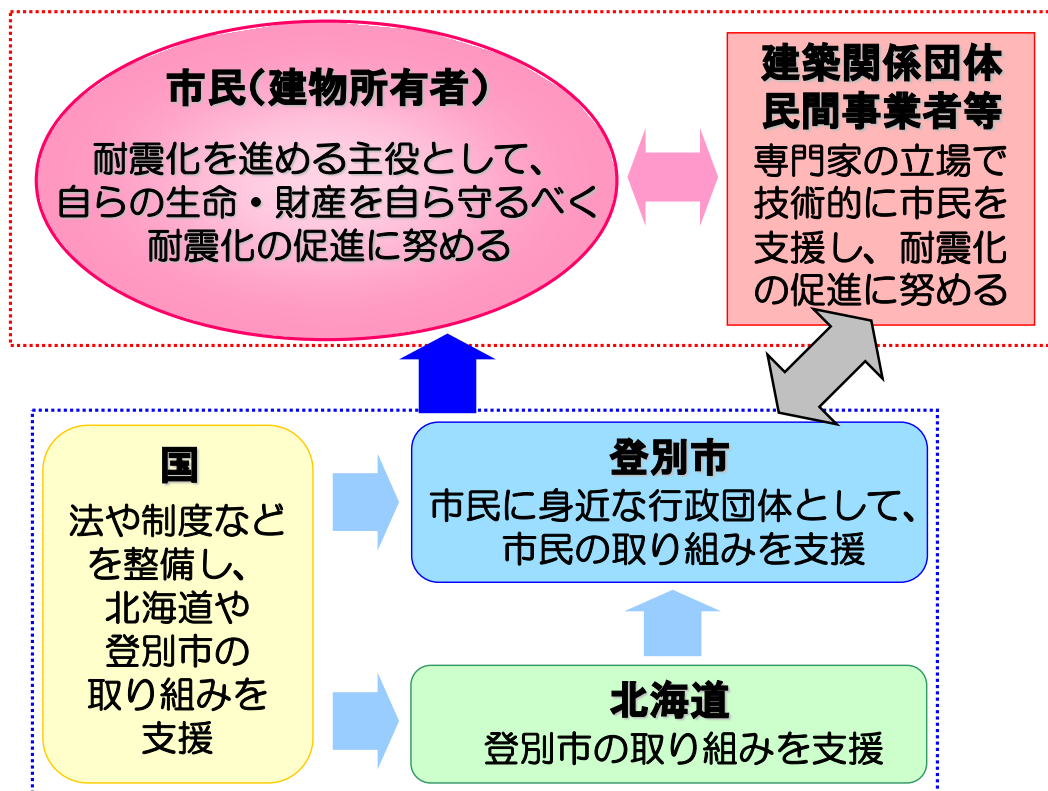 市民（建物所有者）
耐震化を進める主役として、
自らの生命・財産を自ら守るべく
耐震化の促進に努める
建築関係団体
民間事業者等
専門家の立場で
技術的に市民を
支援し、耐震化
の促進に努める
国
法や制度など
を整備し、
北海道や
登別市の
取り組みを
支援
登別市
市民に身近な行政団体として、
市民の取り組みを支援
北海道
登別市の取り組みを支援